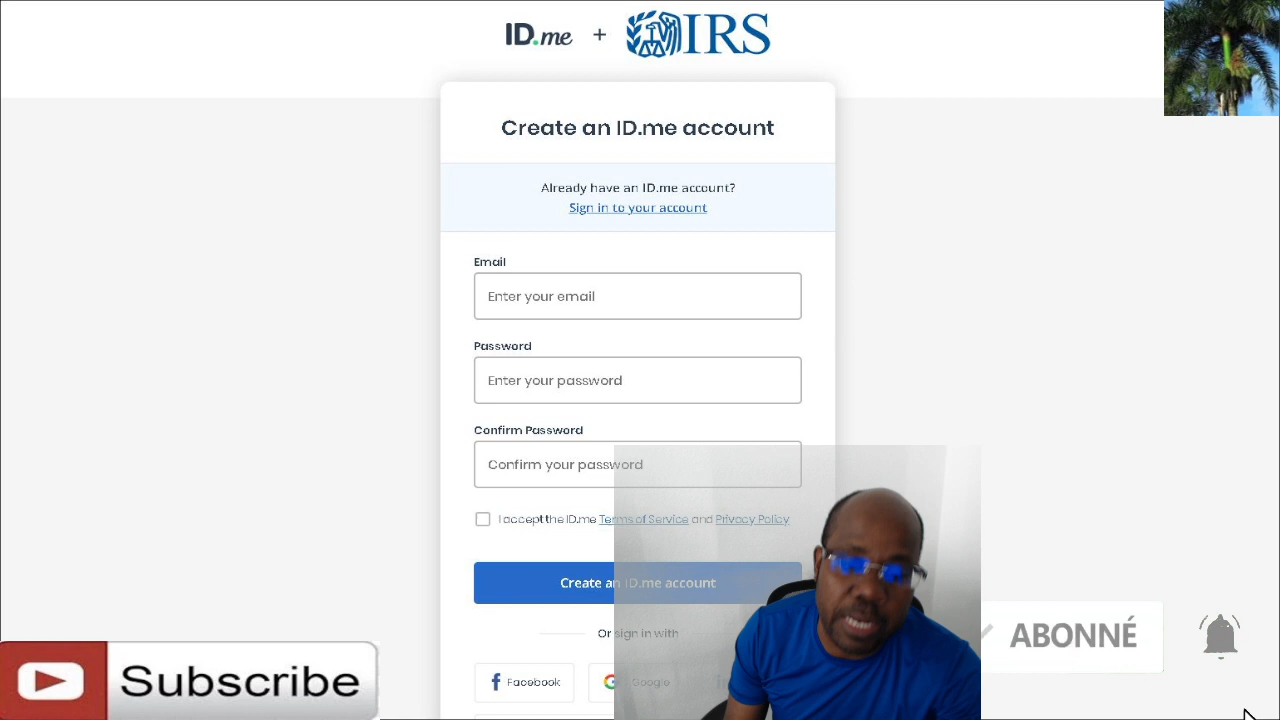 ID.me + IRS
Create an ID.me account
Already have an ID.me account?
Sign in to your account
Email
Enter your email
Password
Enter your password
Confirm Password
Confirm your password
I accept the ID.me Terms of Service and Privacy Policy
Create an ID.me account
Or sign in with
Facebook
Google
in
Subscribe
ABONNÉ